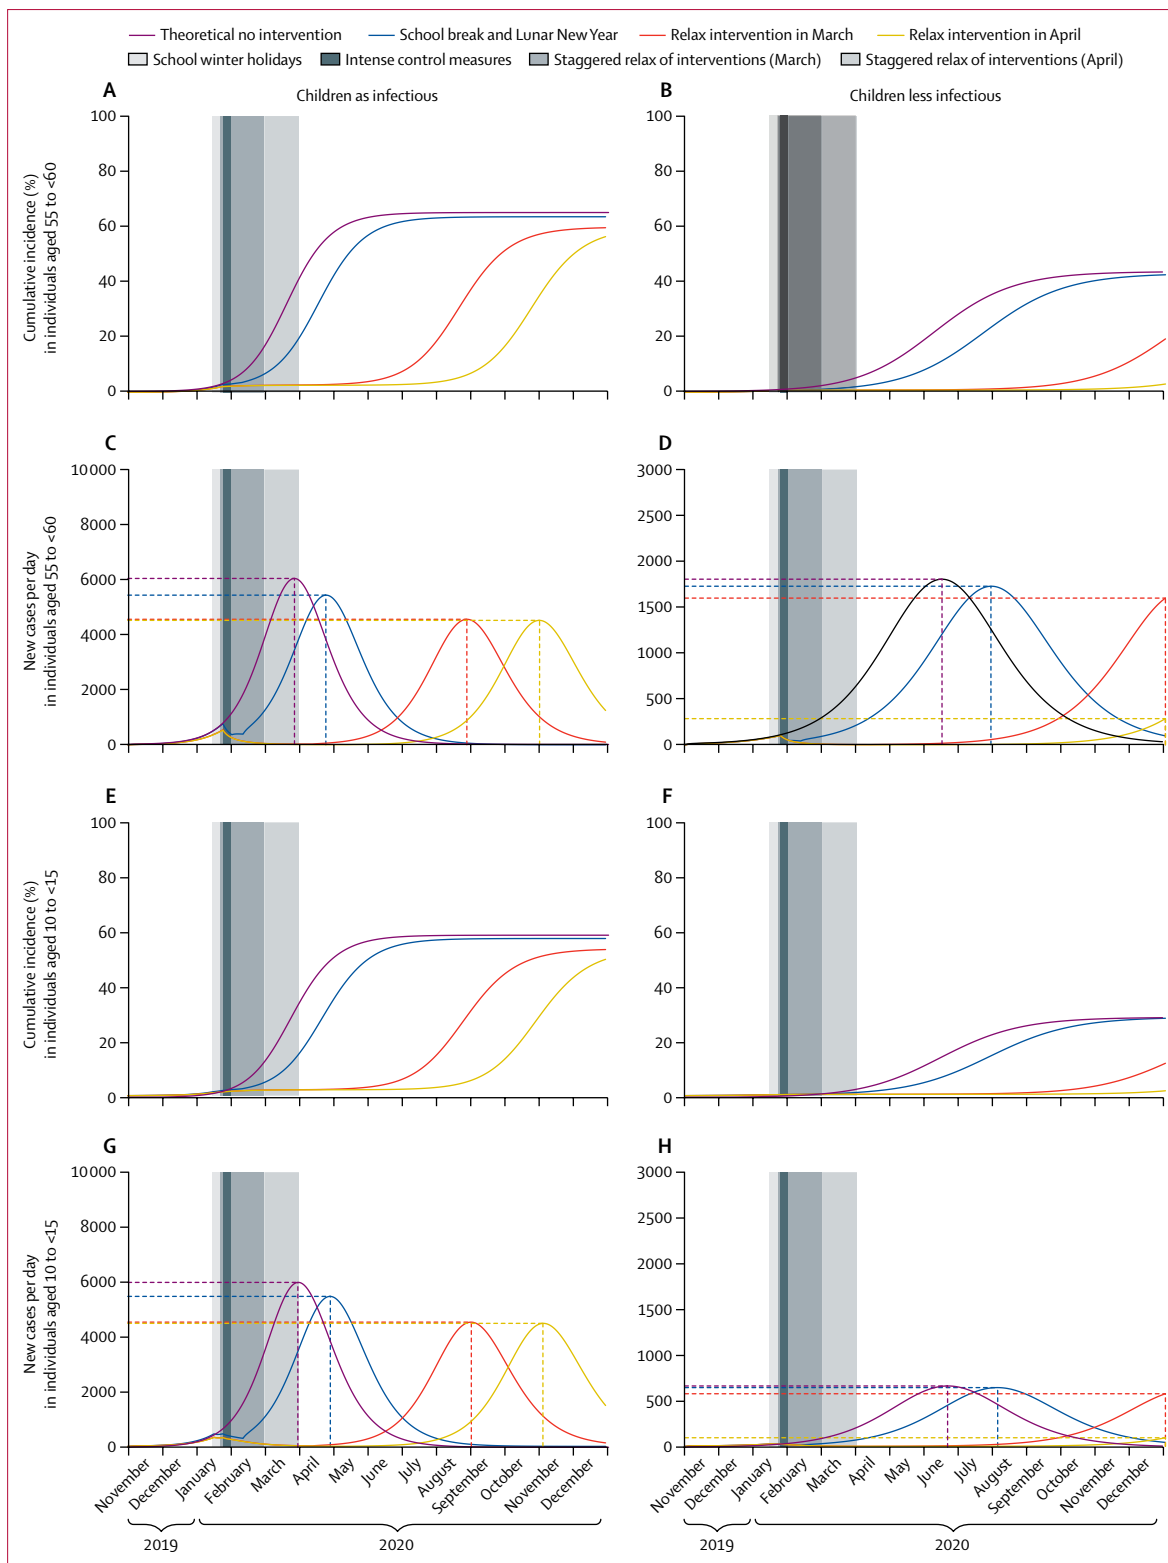 Theoretical no intervention School break and Lunar New Year Relax intervention in March Relax intervention in April
School winter holidays Intense control measures Staggered relax of interventions (March) Staggered relax of interventions (April)
A Children as infectious
Cumulative incidence (%)
in individuals aged 55 to <60
100
80
60
40
20
0
B Children less infectious
100
80
60
40
20
0
C
New cases per day
in individuals aged 55 to <60
10 000
8000
6000
4000
2000
0
D
3000
2500
2000
1500
1000
500
0
E
Cumulative incidence (%)
in individuals aged 10 to <15
100
80
60
40
20
0
F
100
80
60
40
20
0
G
New cases per day
in individuals aged 10 to <15
10 000
8000
6000
4000
2000
0
November
December
January
February
March
April
May
June
July
August
September
October
November
December
2019 2020
H
3000
2500
2000
1500
1000
500
0
November
December
January
February
March
April
May
June
July
August
September
October
November
December
2019 2020